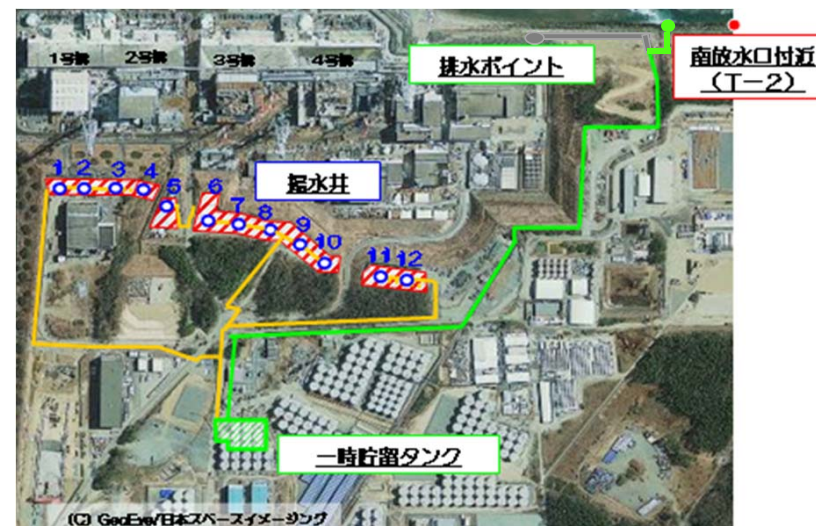 1号機 2号機 3号機 4号機
排水ポイント
南放水口付近
(T-2)
揚水井
1 2 3 4 5 6 7 8 9 10 11 12
一時貯留タンク
(C) GeoEye/日本スペースイメージング